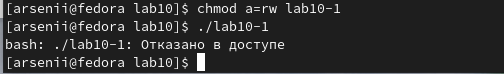 [arsenii@fedora lab10]$ chmod a=rw lab10-1
[arsenii@fedora lab10]$ ./lab10-1
bash: ./lab10-1: Отказано в доступе
[arsenii@fedora lab10]$